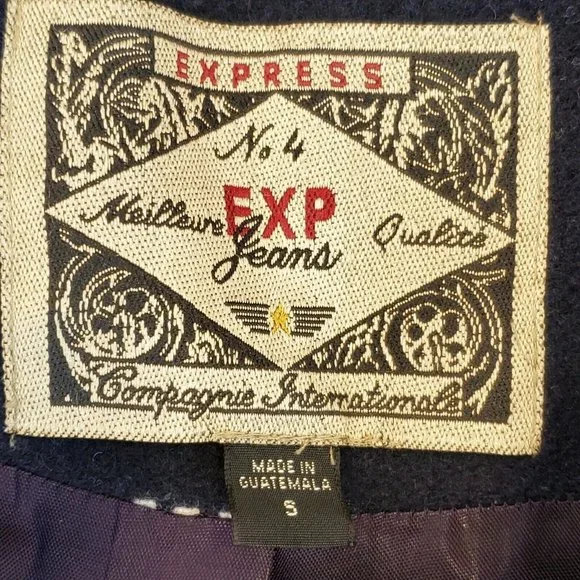 EXPRESS
No 4
EXP
Meilleure Jeans Qualité
Compagnie Internationale
MADE IN
GUATEMALA
S